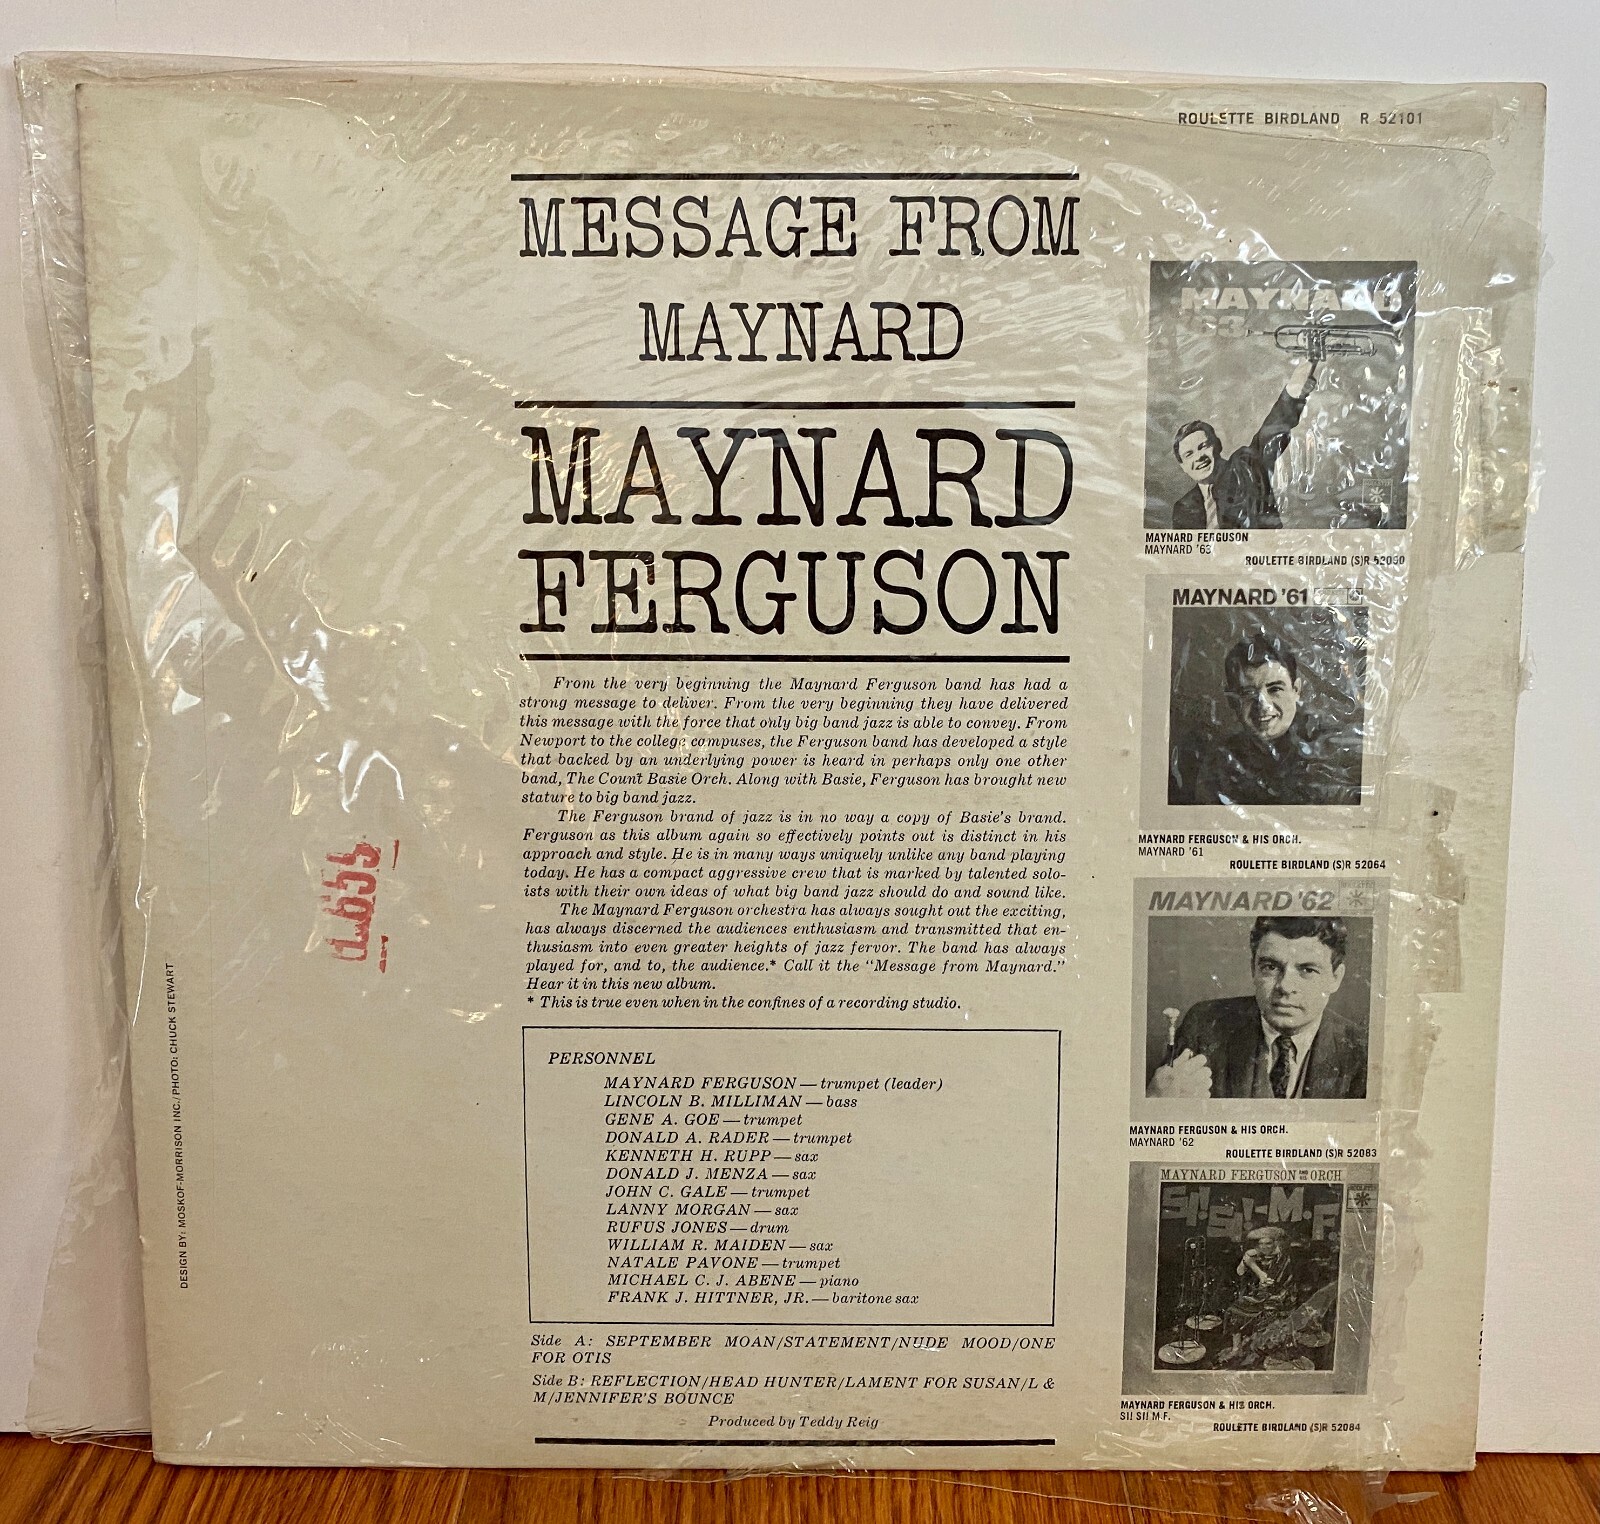 ROULETTE BIRDLAND R 52101
MESSAGE FROM
MAYNARD
MAYNARD
FERGUSON
From the very beginning the Maynard Ferguson band has had a
strong message to deliver. From the very beginning they have delivered
this message with the force that only big band jazz is able to convey. From
Newport to the college campuses, the Ferguson band has developed a style
that backed by an underlying power is heard in perhaps only one other
band, The Count Basie Orch. Along with Basie, Ferguson has brought new
stature to big band jazz.
The Ferguson brand of jazz is in no way a copy of Basie's brand.
Ferguson as this album again so effectively points out is distinct in his
approach and style. He is in many ways uniquely unlike any band playing
today. He has a compact aggressive crew that is marked by talented solo-
ists with their own ideas of what big band jazz should do and sound like.
The Maynard Ferguson orchestra has always sought out the exciting,
has always discerned the audiences enthusiasm and transmitted that en-
thusiasm into even greater heights of jazz fervor. The band has always
played for, and to, the audience.* Call it the "Message from Maynard."
Hear it in this new album.
* This is true even when in the confines of a recording studio.
PERSONNEL
MAYNARD FERGUSON — trumpet (leader)
LINCOLN B. MILLIMAN — bass
GENE A. GOE — trumpet
DONALD A. RADER — trumpet
KENNETH H. RUPP — sax
DONALD J. MENZA — sax
JOHN C. GALE — trumpet
LANNY MORGAN — sax
RUFUS JONES — drum
WILLIAM R. MAIDEN — sax
NATALE PAVONE — trumpet
MICHAEL C. J. ABENE — piano
FRANK J. HITTNER, JR. — baritone sax
Side A: SEPTEMBER MOAN/STATEMENT/NUDE MOOD/ONE
FOR OTIS
Side B: REFLECTION/HEAD HUNTER/LAMENT FOR SUSAN/L &
M/JENNIFER'S BOUNCE
Produced by Teddy Reig
MAYNARD
'63
MAYNARD FERGUSON
MAYNARD '63
ROULETTE BIRDLAND (S)R 52090
MAYNARD '61
MAYNARD FERGUSON & HIS ORCH.
MAYNARD '61
ROULETTE BIRDLAND (S)R 52064
MAYNARD '62
ROULETTE
MAYNARD FERGUSON & HIS ORCH.
MAYNARD '62
ROULETTE BIRDLAND (S)R 52083
MAYNARD FERGUSON AND HIS ORCH
SI! SI!-M.F.
ROULETTE
MAYNARD FERGUSON & HIS ORCH.
SI! SI! M.F.
ROULETTE BIRDLAND (S)R 52084
DESIGN BY: MOSKOF-MORRISON INC./PHOTO: CHUCK STEWART